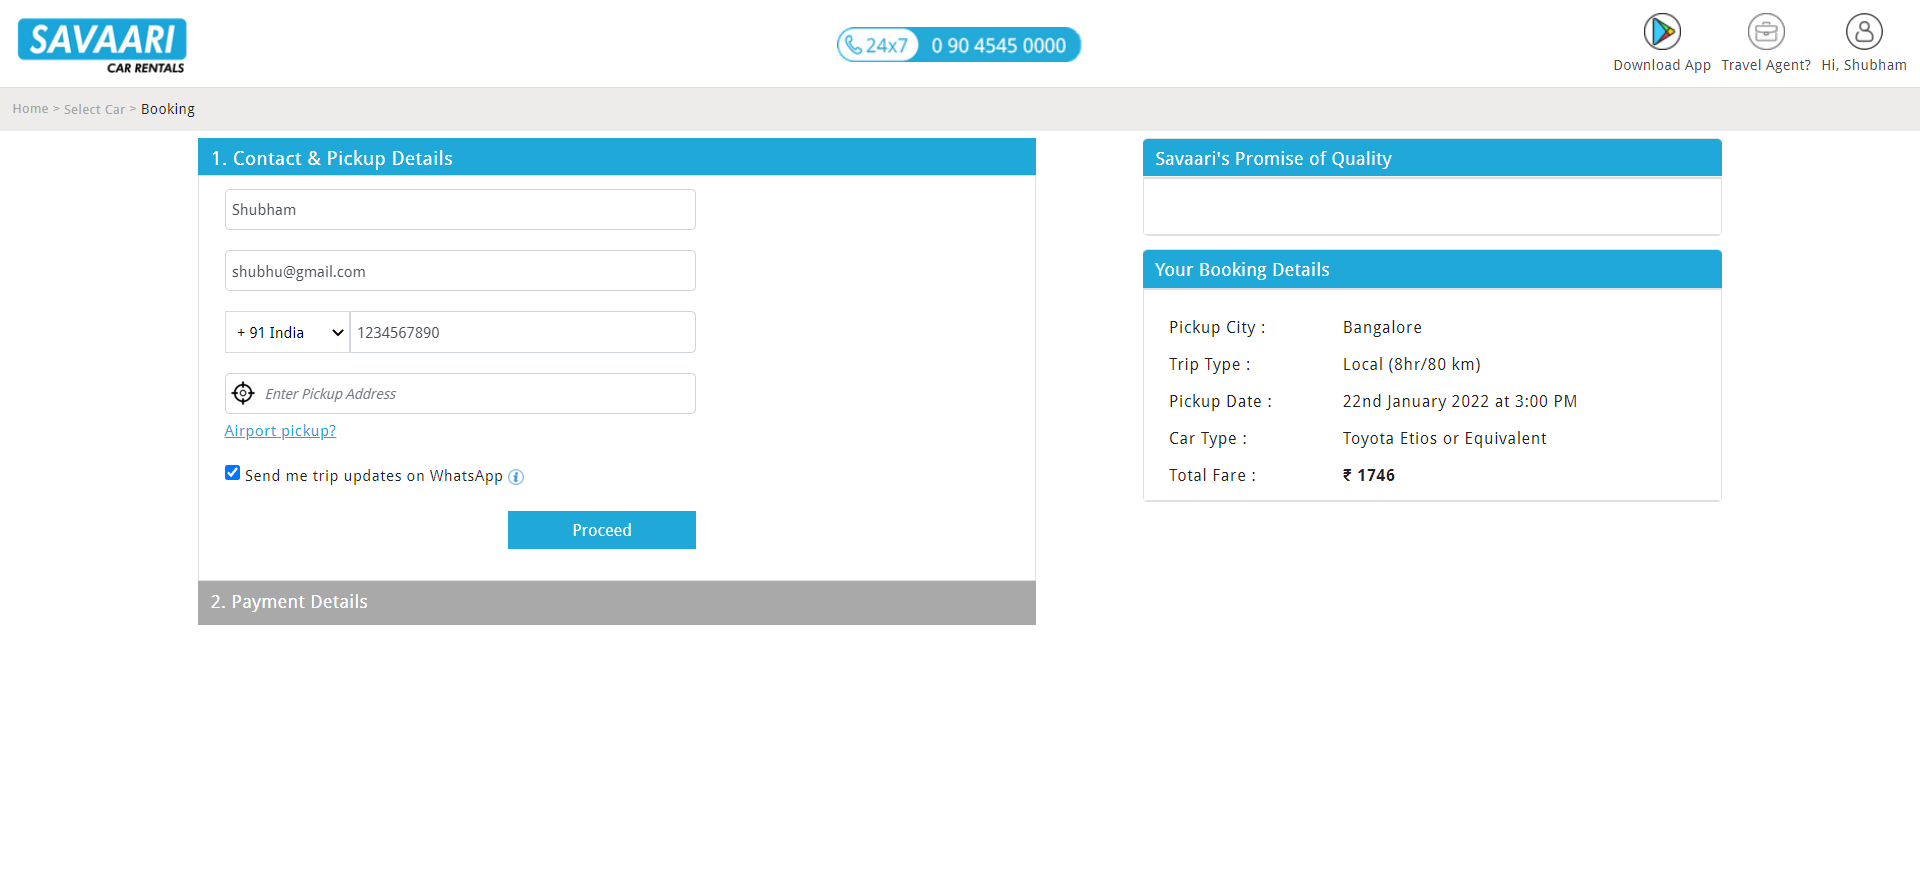 SAVAARI
CAR RENTALS
24x7 0 90 4545 0000
Download App
Travel Agent?
Hi, Shubham
Home > Select Car > Booking
1. Contact & Pickup Details
Shubham
shubhu@gmail.com
+ 91 India
1234567890
Enter Pickup Address
Airport pickup?
Send me trip updates on WhatsApp i
Proceed
2. Payment Details
Savaari's Promise of Quality
Your Booking Details
Pickup City : Bangalore
Trip Type : Local (8hr/80 km)
Pickup Date : 22nd January 2022 at 3:00 PM
Car Type : Toyota Etios or Equivalent
Total Fare : ₹ 1746